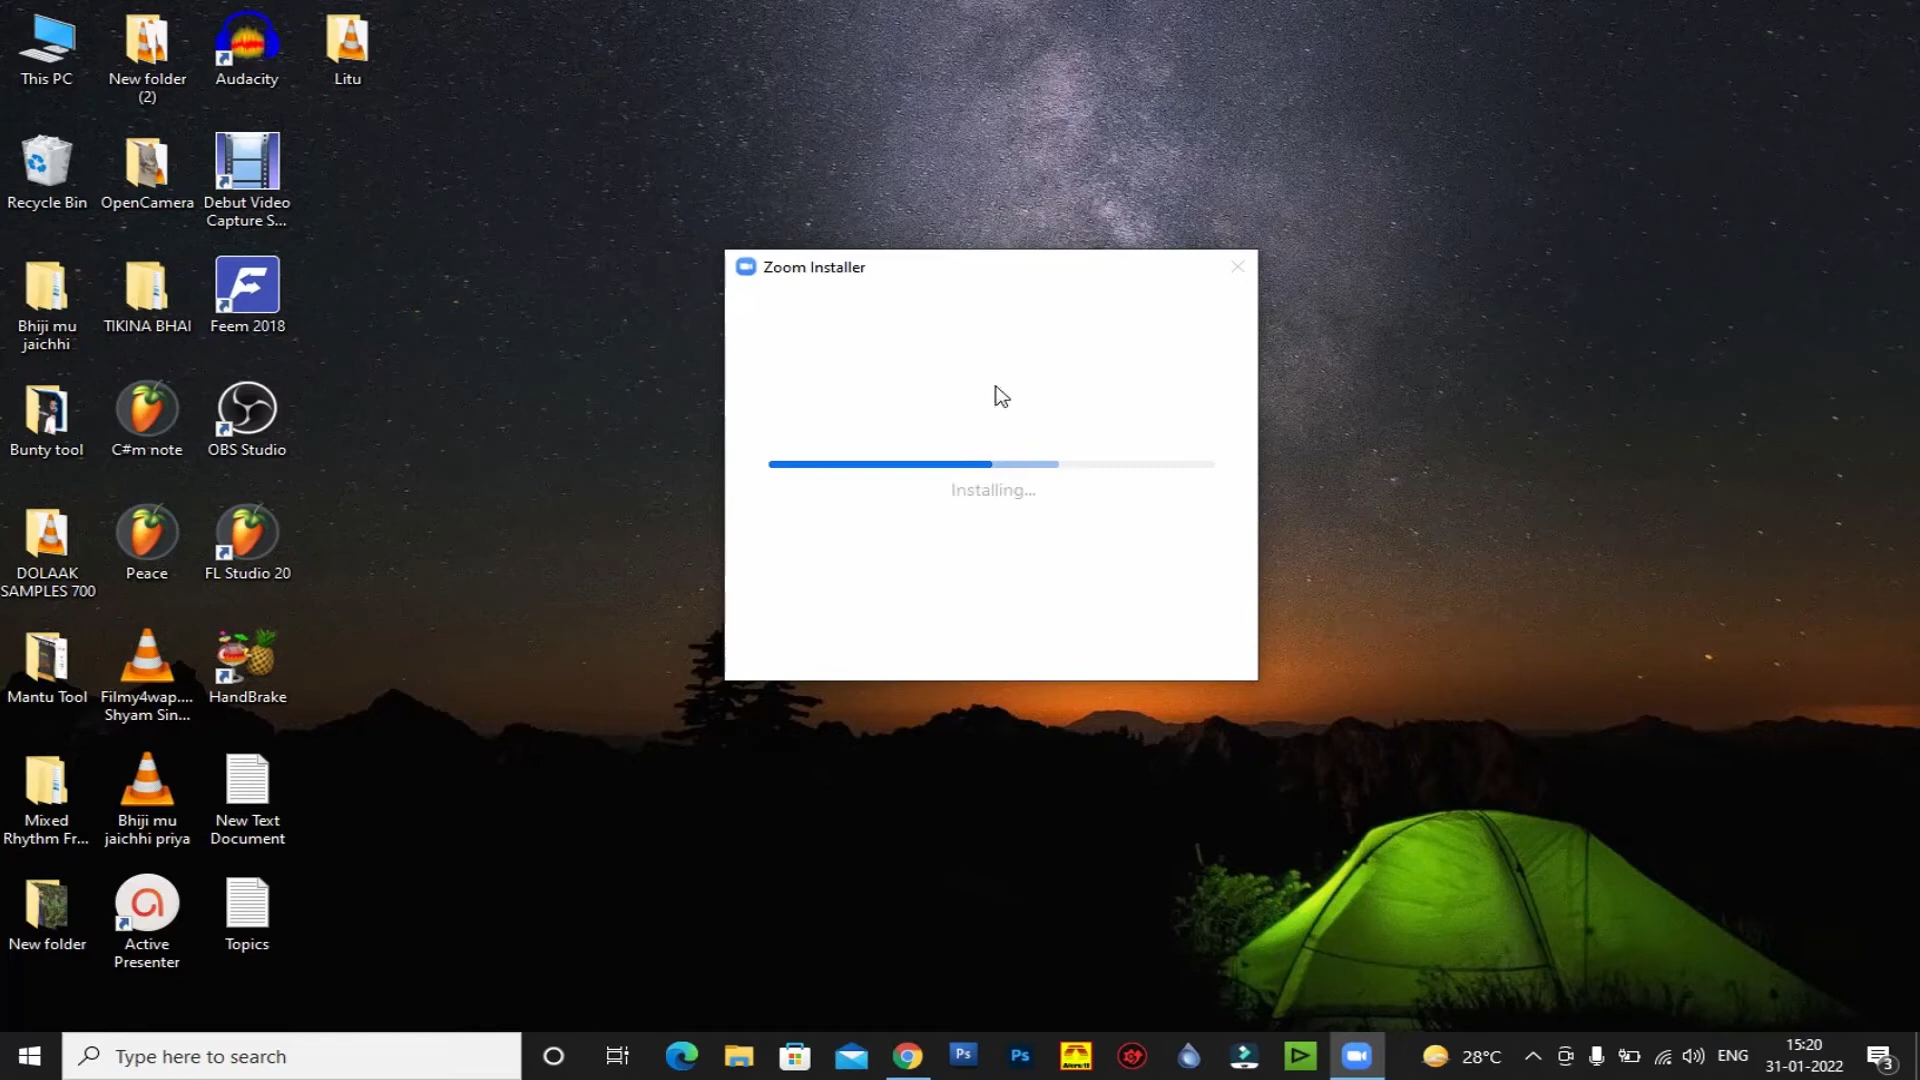 This PC
New folder
(2)
Audacity
Litu
Recycle Bin
OpenCamera
Debut Video
Capture S...
Bhiji mu
jaichhi
TIKINA BHAI
Feem 2018
Bunty tool
C#m note
OBS Studio
DOLAAK
SAMPLES 700
Peace
FL Studio 20
Mantu Tool
Filmy4wap....
Shyam Sin...
HandBrake
Mixed
Rhythm Fr...
Bhiji mu
jaichhi priya
New Text
Document
New folder
Active
Presenter
Topics
Zoom Installer
Installing...
Type here to search
Ps
Ps
28°C
ENG
15:20
31-01-2022
3